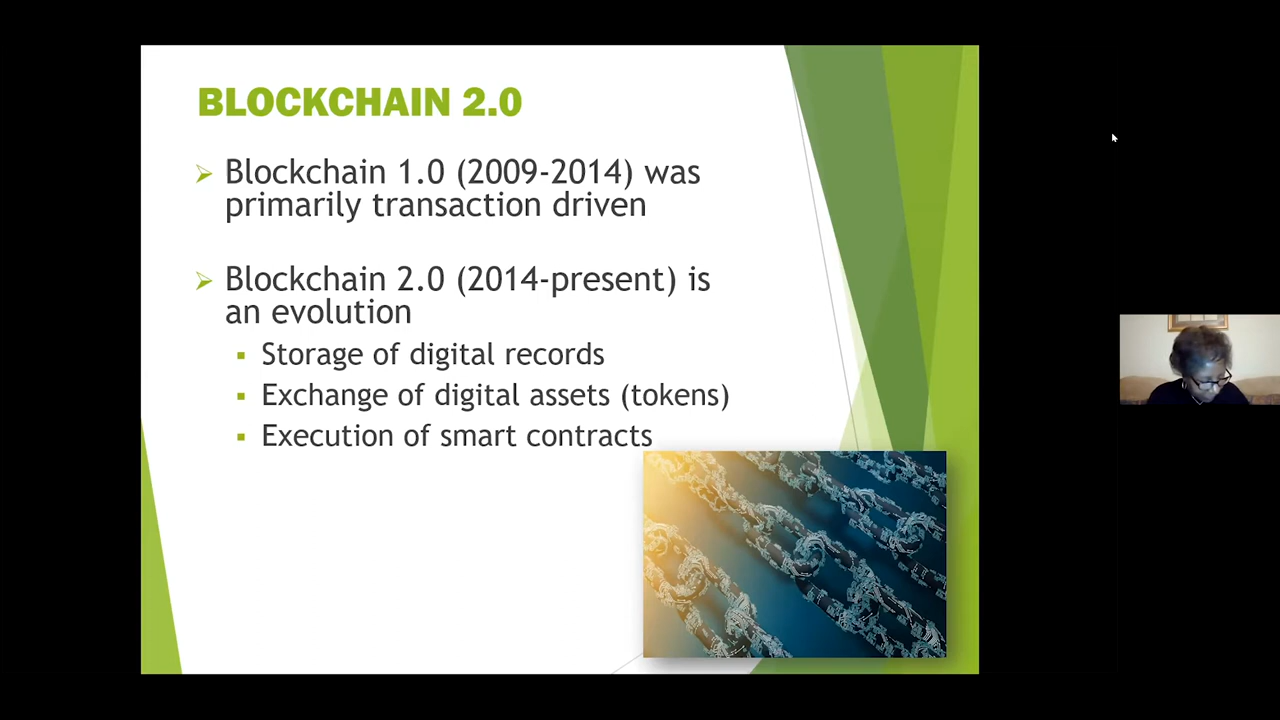 BLOCKCHAIN 2.0
Blockchain 1.0 (2009-2014) was
primarily transaction driven
Blockchain 2.0 (2014-present) is
an evolution
Storage of digital records
Exchange of digital assets (tokens)
Execution of smart contracts